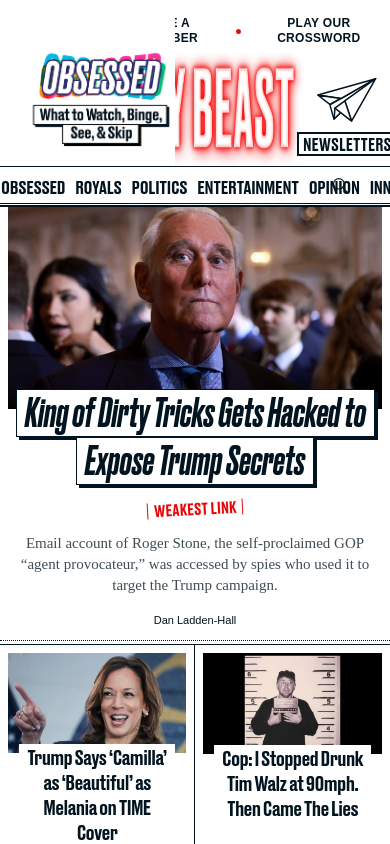 E A
BER
PLAY OUR
CROSSWORD
OBSESSED
What to Watch, Binge,
See, & Skip
Y BEAST
NEWSLETTERS
OBSESSED ROYALS POLITICS ENTERTAINMENT OPINION INN
King of Dirty Tricks Gets Hacked to
Expose Trump Secrets
WEAKEST LINK
Email account of Roger Stone, the self-proclaimed GOP
“agent provocateur,” was accessed by spies who used it to
target the Trump campaign.
Dan Ladden-Hall
Trump Says ‘Camilla’
as ‘Beautiful’ as
Melania on TIME
Cover
Cop: I Stopped Drunk
Tim Walz at 90mph.
Then Came The Lies